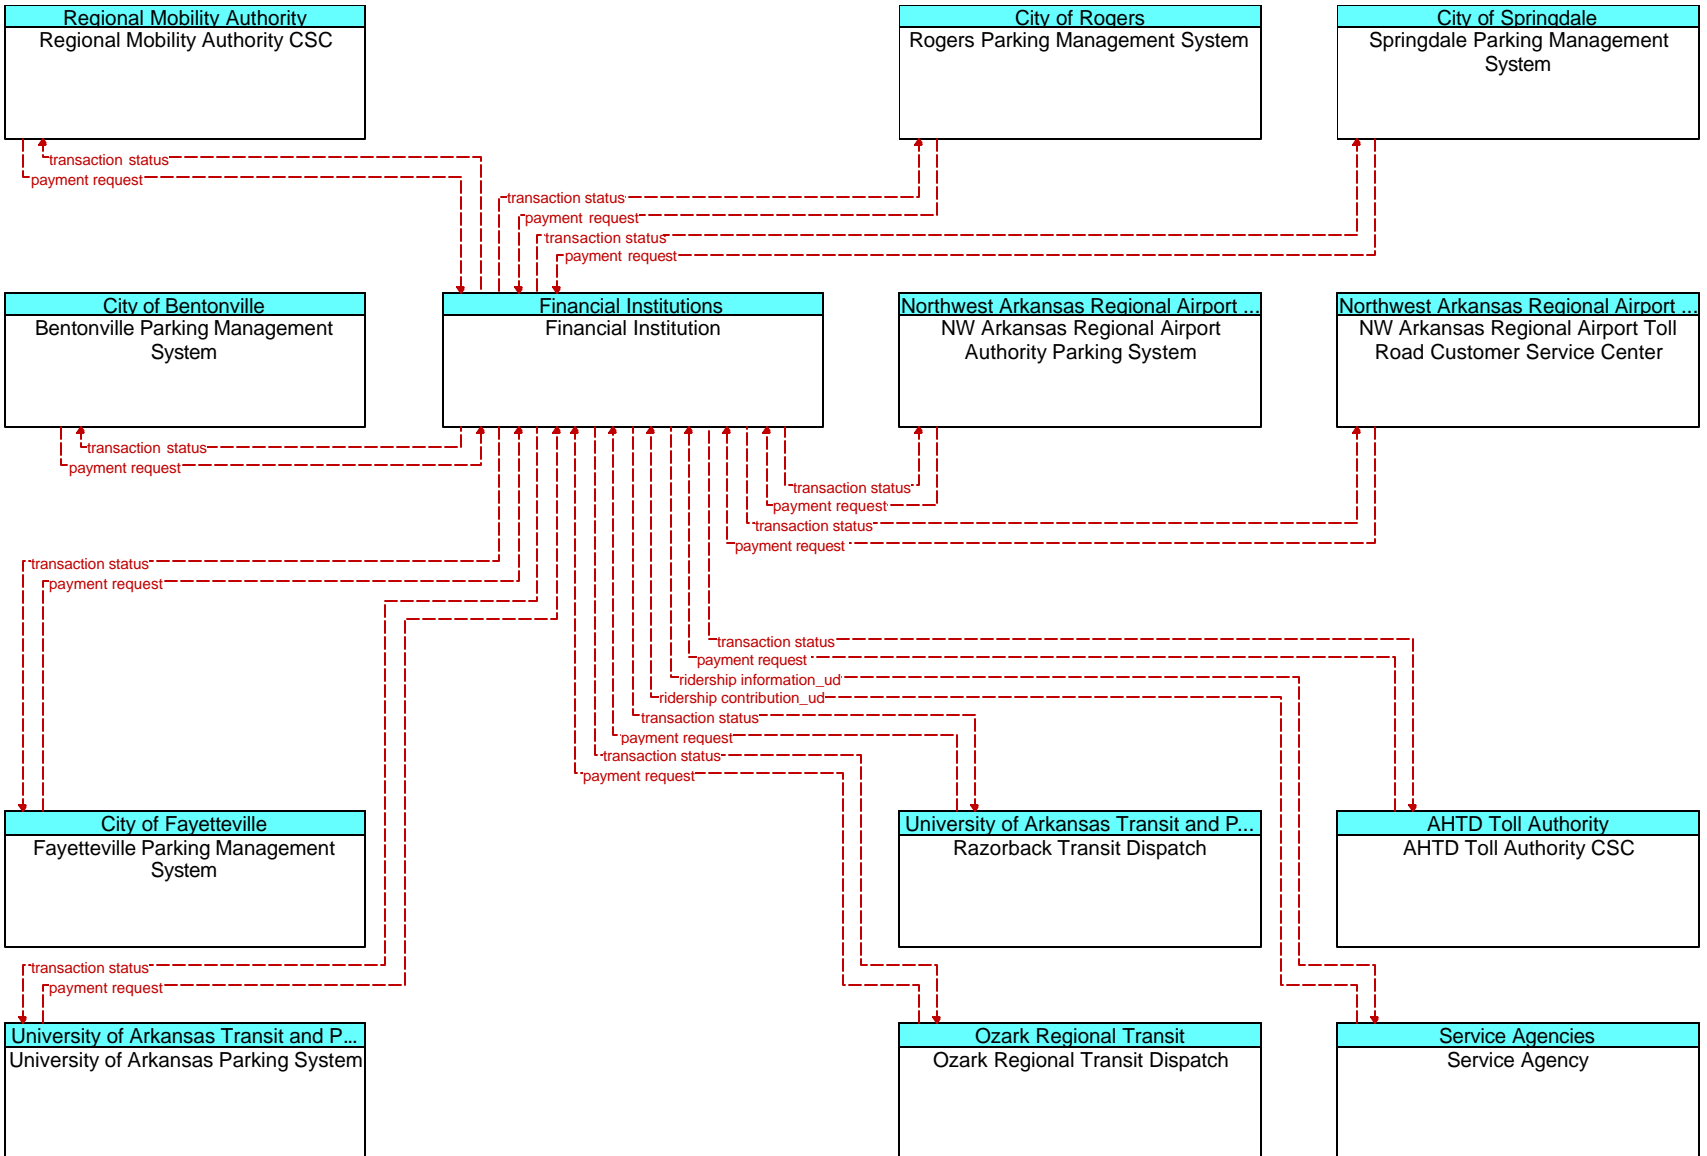 Regional Mobility Authority
Regional Mobility Authority CSC
City of Rogers
Rogers Parking Management System
City of Springdale
Springdale Parking Management
System
transaction status
payment request
transaction status
payment request
transaction status
payment request
City of Bentonville
Bentonville Parking Management
System
Financial Institutions
Financial Institution
Northwest Arkansas Regional Airport ...
NW Arkansas Regional Airport
Authority Parking System
Northwest Arkansas Regional Airport ...
NW Arkansas Regional Airport Toll
Road Customer Service Center
transaction status
payment request
transaction status
payment request
transaction status
payment request
transaction status
payment request
transaction status
payment request
ridership information_ud
ridership contribution_ud
transaction status
payment request
transaction status
payment request
City of Fayetteville
Fayetteville Parking Management
System
University of Arkansas Transit and P...
Razorback Transit Dispatch
AHTD Toll Authority
AHTD Toll Authority CSC
transaction status
payment request
University of Arkansas Transit and P...
University of Arkansas Parking System
Ozark Regional Transit
Ozark Regional Transit Dispatch
Service Agencies
Service Agency